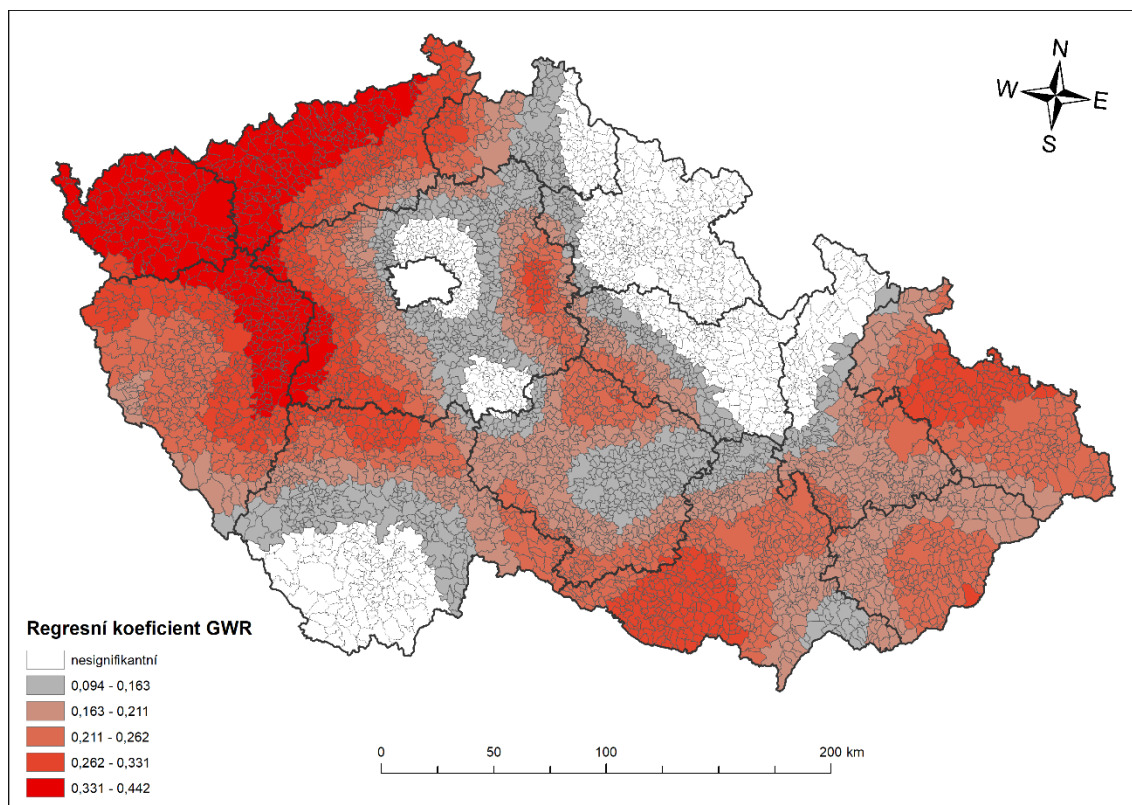 N
W E
S
Regresní koeficient GWR
nesignifikantní
0,094 - 0,163
0,163 - 0,211
0,211 - 0,262
0,262 - 0,331
0,331 - 0,442
0 50 100 200 km